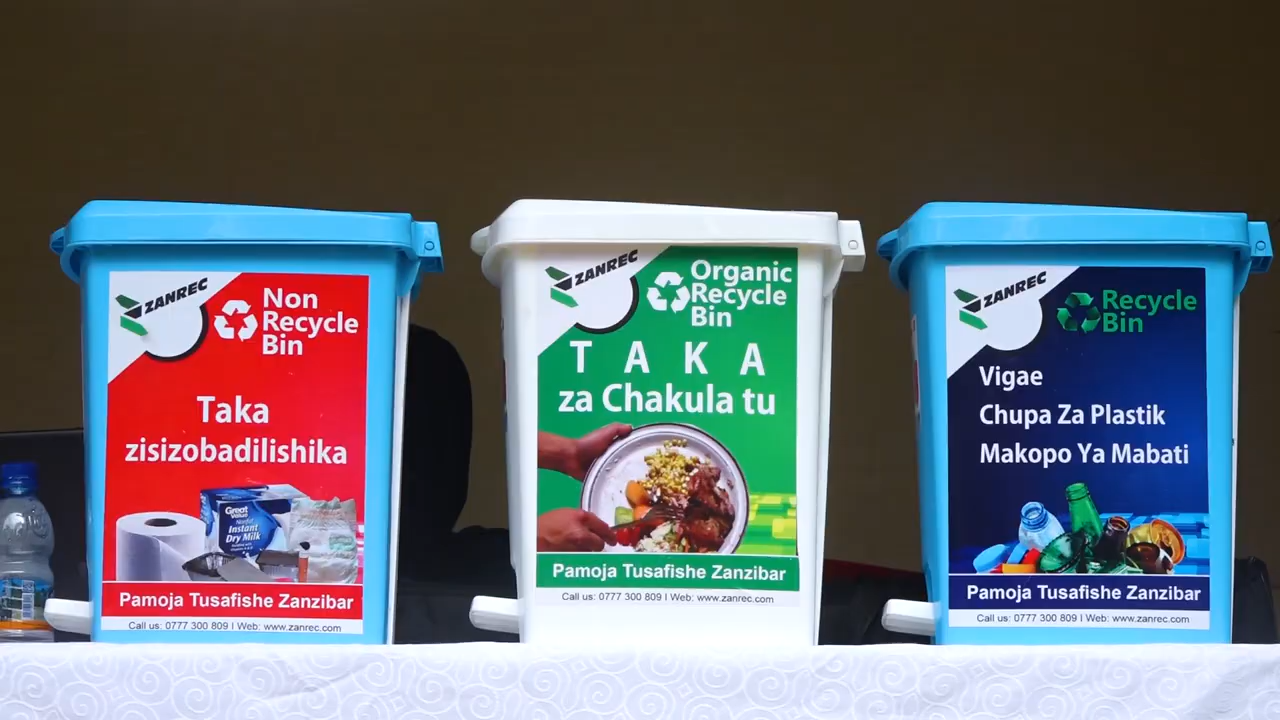 ZANREC
Non
Recycle
Bin
Taka
zisizobadilishika
Great
Value
Instant
Dry Milk
Pamoja Tusafishe Zanzibar
Call us: 0777 300 809 I Web: www.zanrec.com
ZANREC
Organic
Recycle
Bin
T A K A
za Chakula tu
Pamoja Tusafishe Zanzibar
Call us: 0777 300 809 I Web: www.zanrec.com
ZANREC
Recycle
Bin
Vigae
Chupa Za Plastik
Makopo Ya Mabati
Pamoja Tusafishe Zanzibar
Call us: 0777 300 809 I Web: www.zanrec.com